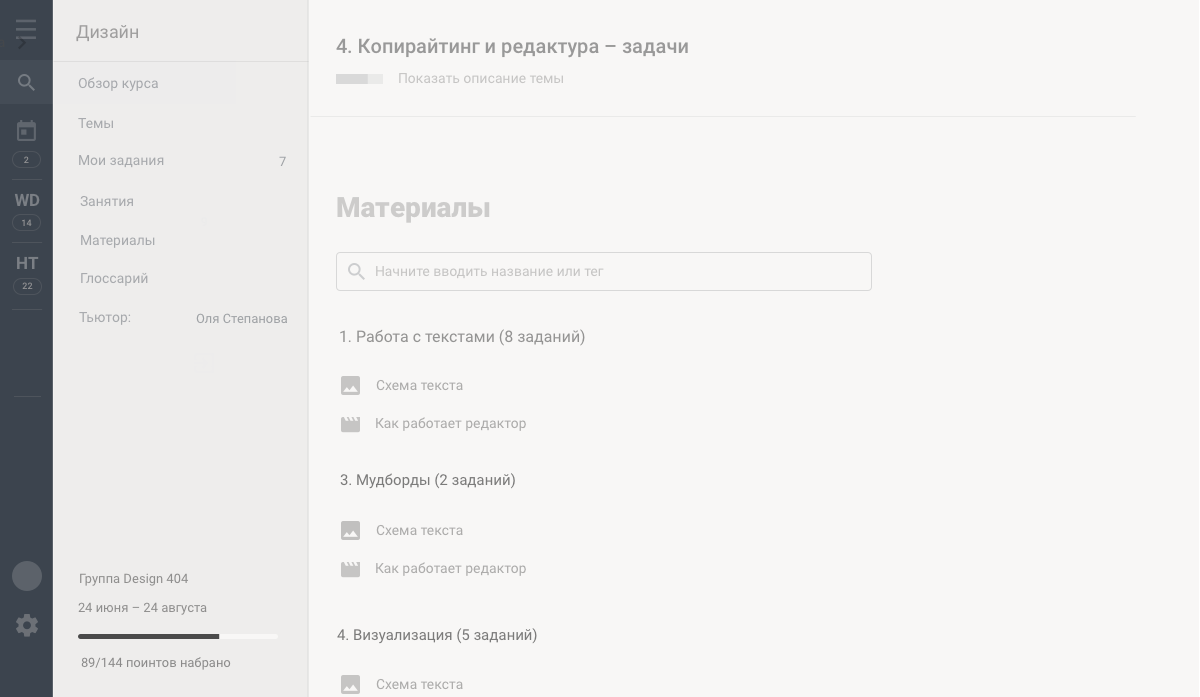 2
WD
14
HT
22
Дизайн
Обзор курса
Темы
Мои задания 7
Занятия
Материалы
Глоссарий
Тьютор: Оля Степанова
Группа Design 404
24 июня – 24 августа
89/144 поинтов набрано
4. Копирайтинг и редактура – задачи
Показать описание темы
Материалы
Начните вводить название или тег
1. Работа с текстами (8 заданий)
Схема текста
Как работает редактор
3. Мудборды (2 заданий)
Схема текста
Как работает редактор
4. Визуализация (5 заданий)
Схема текста